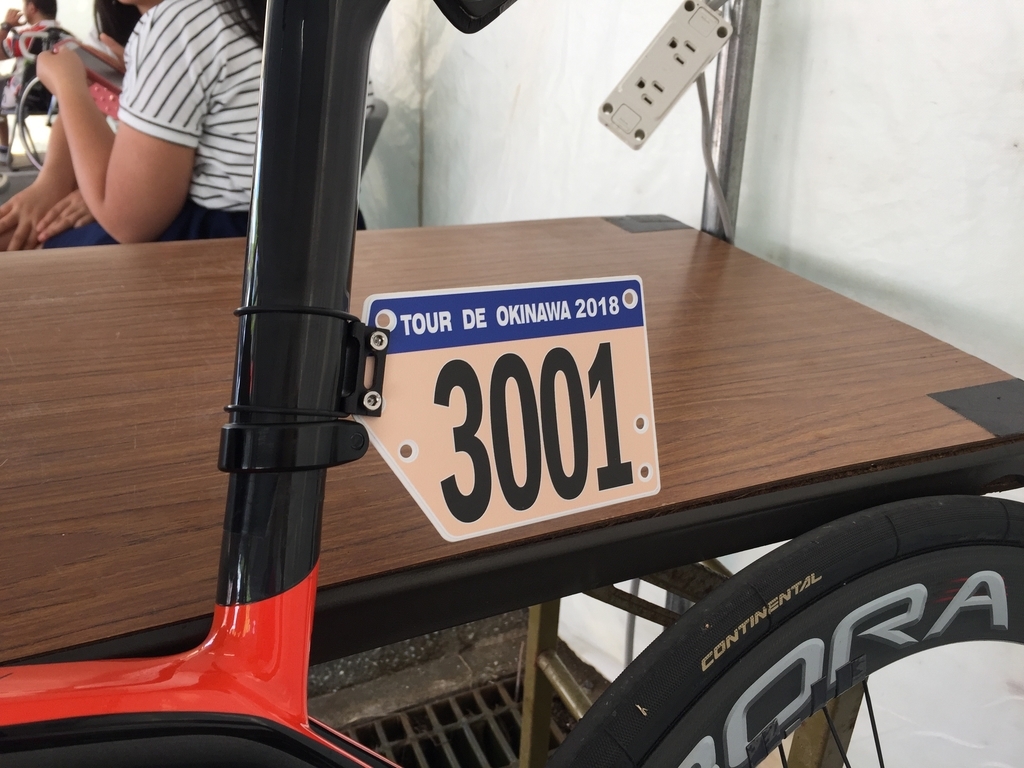 TOUR DE OKINAWA 2018
3001
CONTINENTAL
BORA